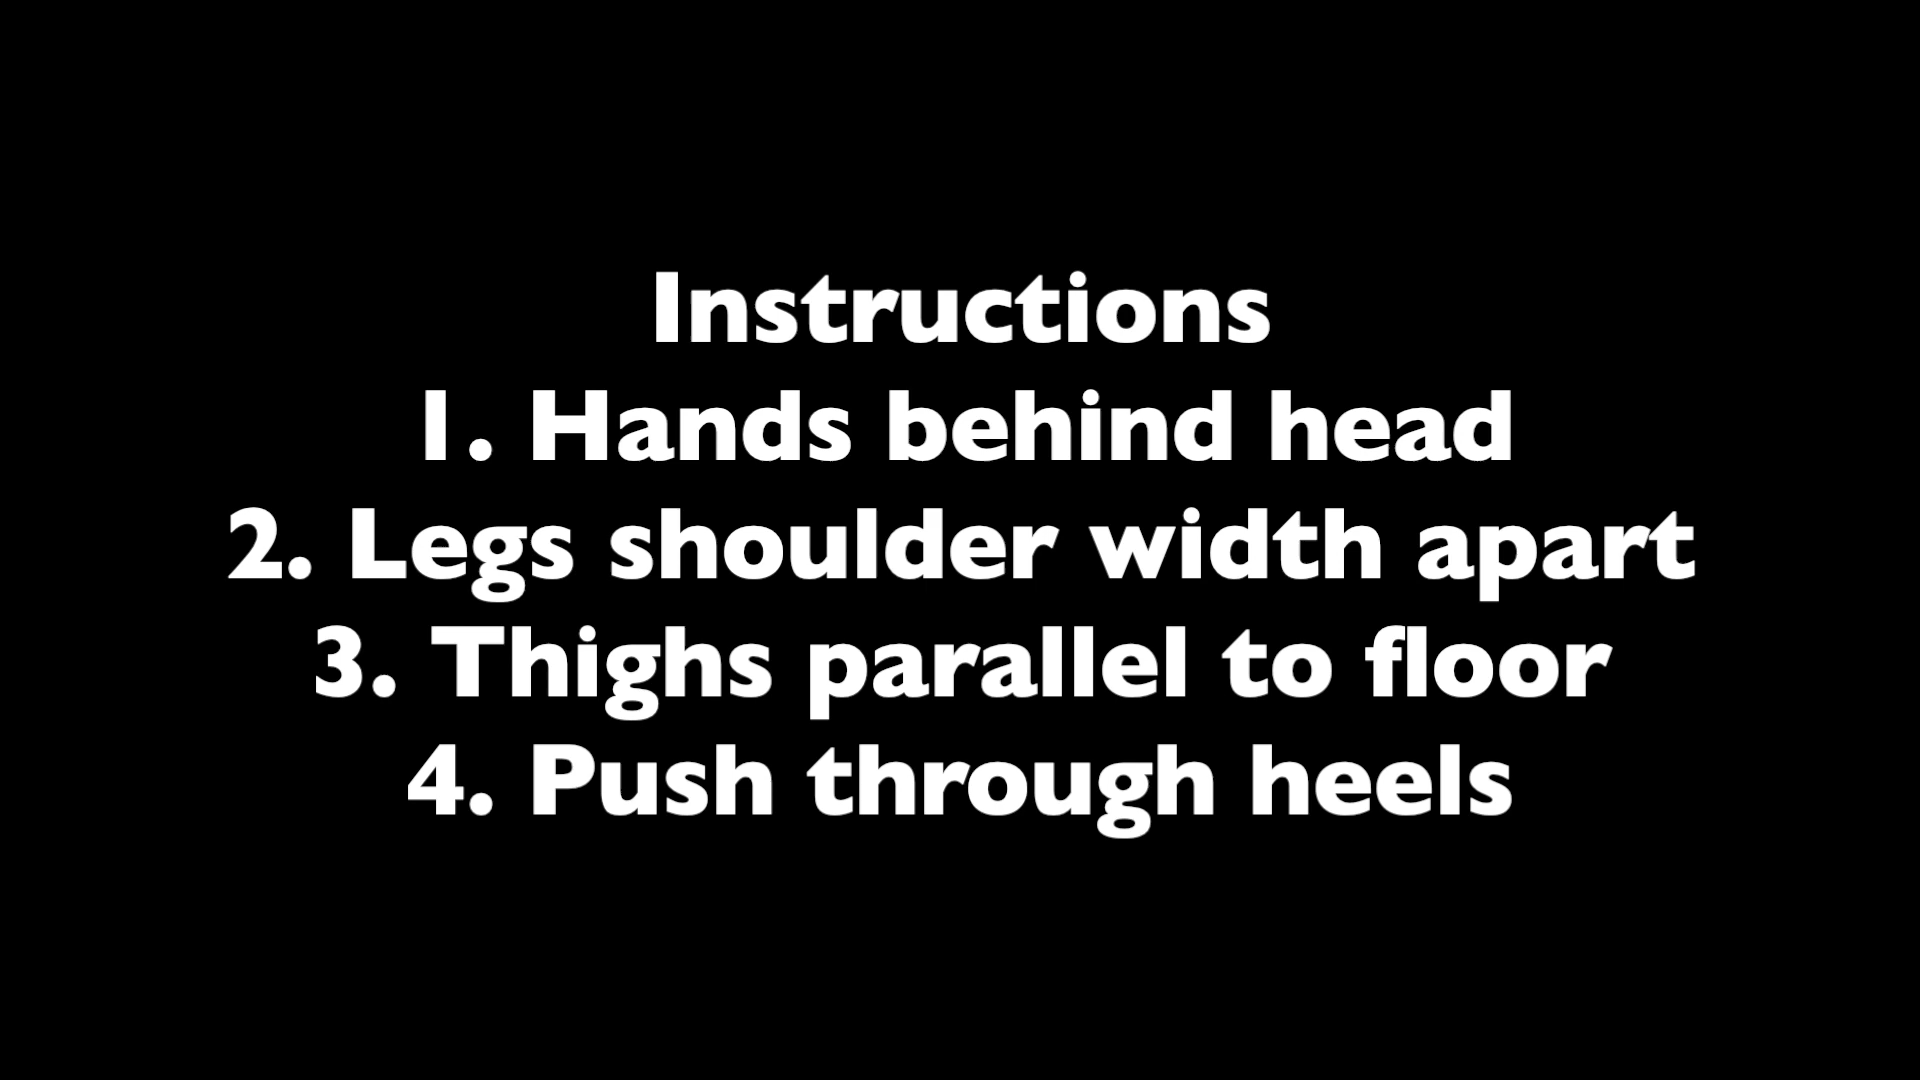 Instructions
1. Hands behind head
2. Legs shoulder width apart
3. Thighs parallel to floor
4. Push through heels